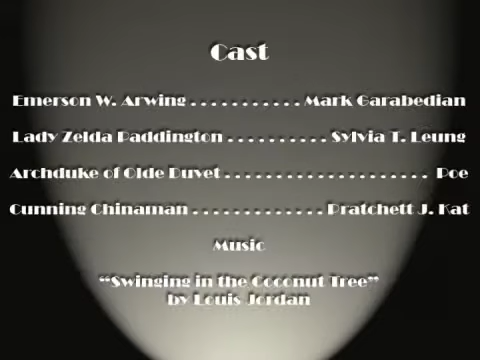 Cast
Emerson W. Arwing . . . . . . . . . . . Mark Garabedian
Lady Zelda Paddington . . . . . . . . . . Sylvia T. Leung
Archduke of Olde Duvet . . . . . . . . . . . . . . . . . . . . Poe
Cunning Chinaman . . . . . . . . . . . . . Pratchett J. Kat
Music
“Swinging in the Coconut Tree”
by Louis Jordan